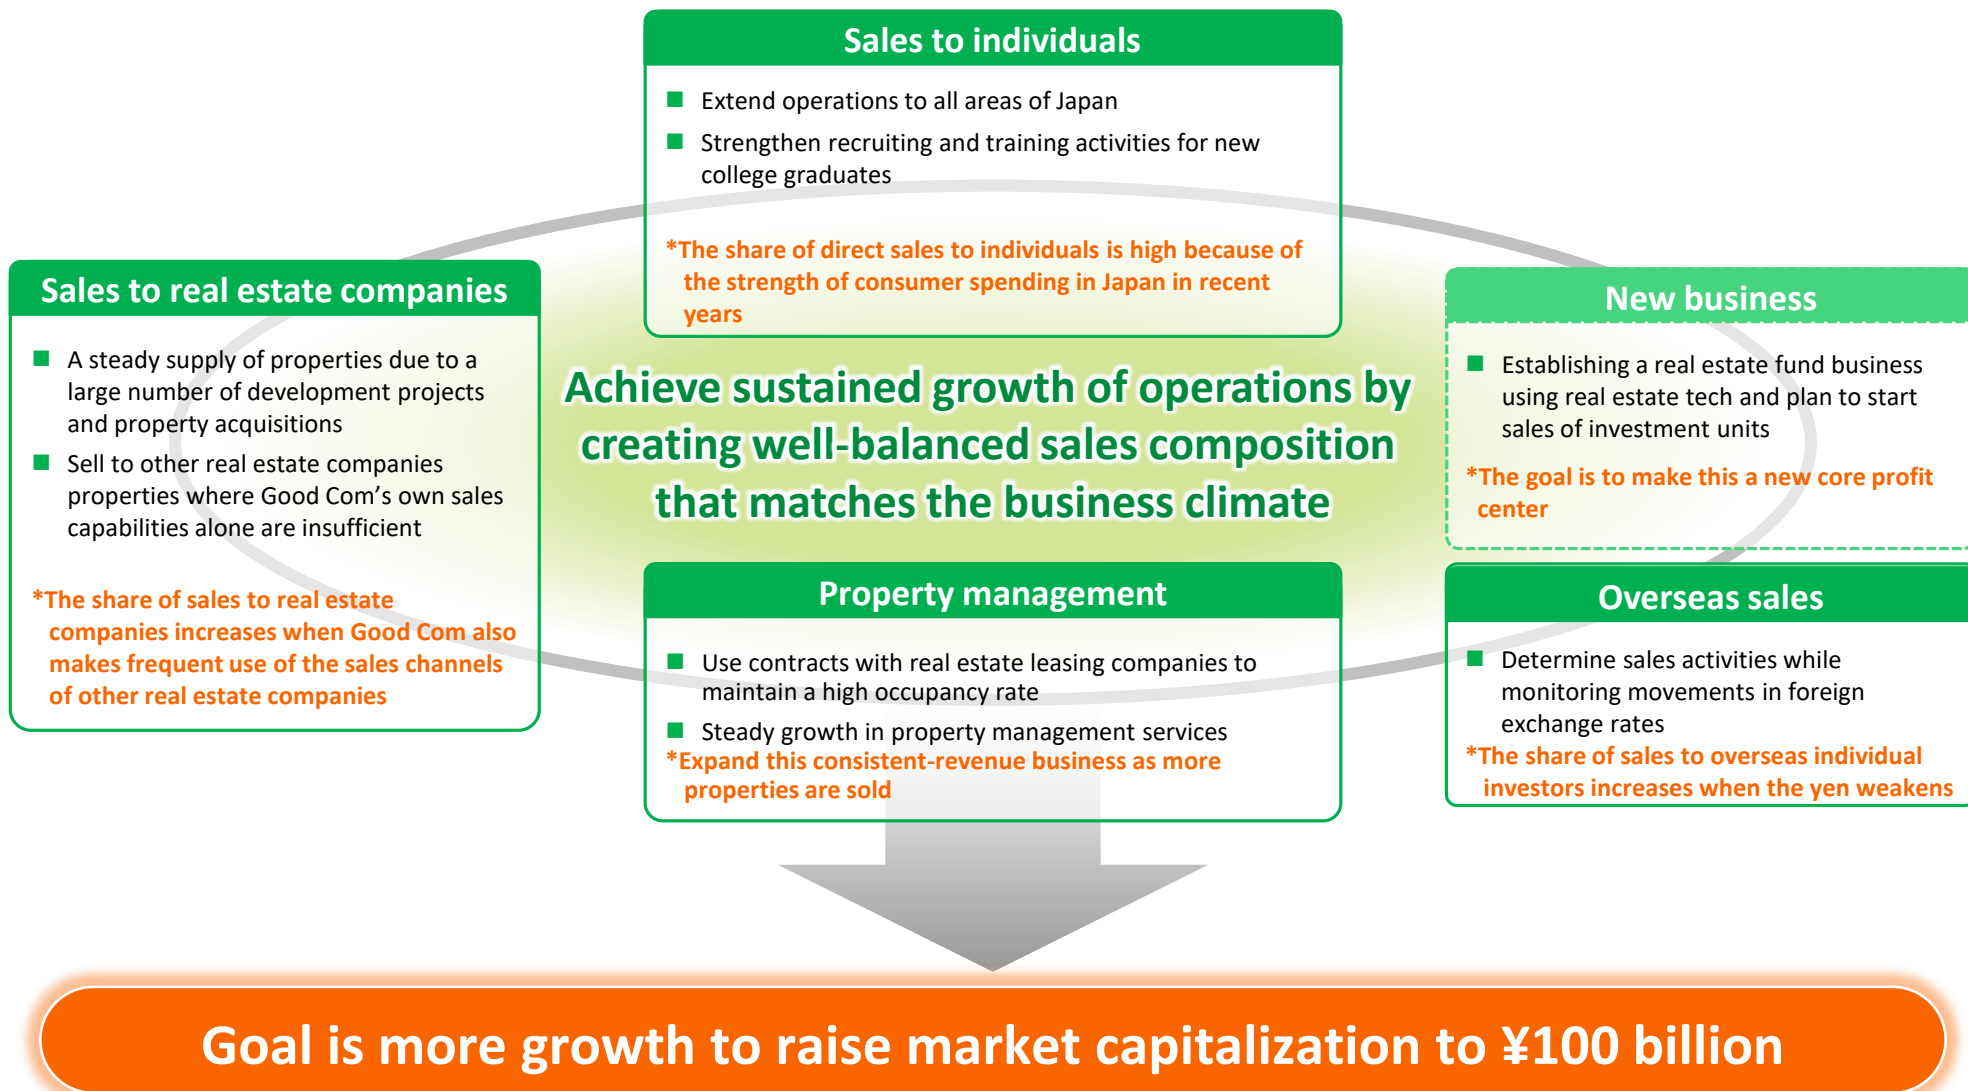 Sales to individuals
Extend operations to all areas of Japan
Strengthen recruiting and training activities for new
college graduates
*The share of direct sales to individuals is high because of
the strength of consumer spending in Japan in recent
years
Sales to real estate companies
A steady supply of properties due to a
large number of development projects
and property acquisitions
Sell to other real estate companies
properties where Good Com’s own sales
capabilities alone are insufficient
*The share of sales to real estate
companies increases when Good Com also
makes frequent use of the sales channels
of other real estate companies
Achieve sustained growth of operations by
creating well-balanced sales composition
that matches the business climate
New business
Establishing a real estate fund business
using real estate tech and plan to start
sales of investment units
*The goal is to make this a new core profit
center
Property management
Use contracts with real estate leasing companies to
maintain a high occupancy rate
Steady growth in property management services
*Expand this consistent-revenue business as more
properties are sold
Overseas sales
Determine sales activities while
monitoring movements in foreign
exchange rates
*The share of sales to overseas individual
investors increases when the yen weakens
Goal is more growth to raise market capitalization to ¥100 billion